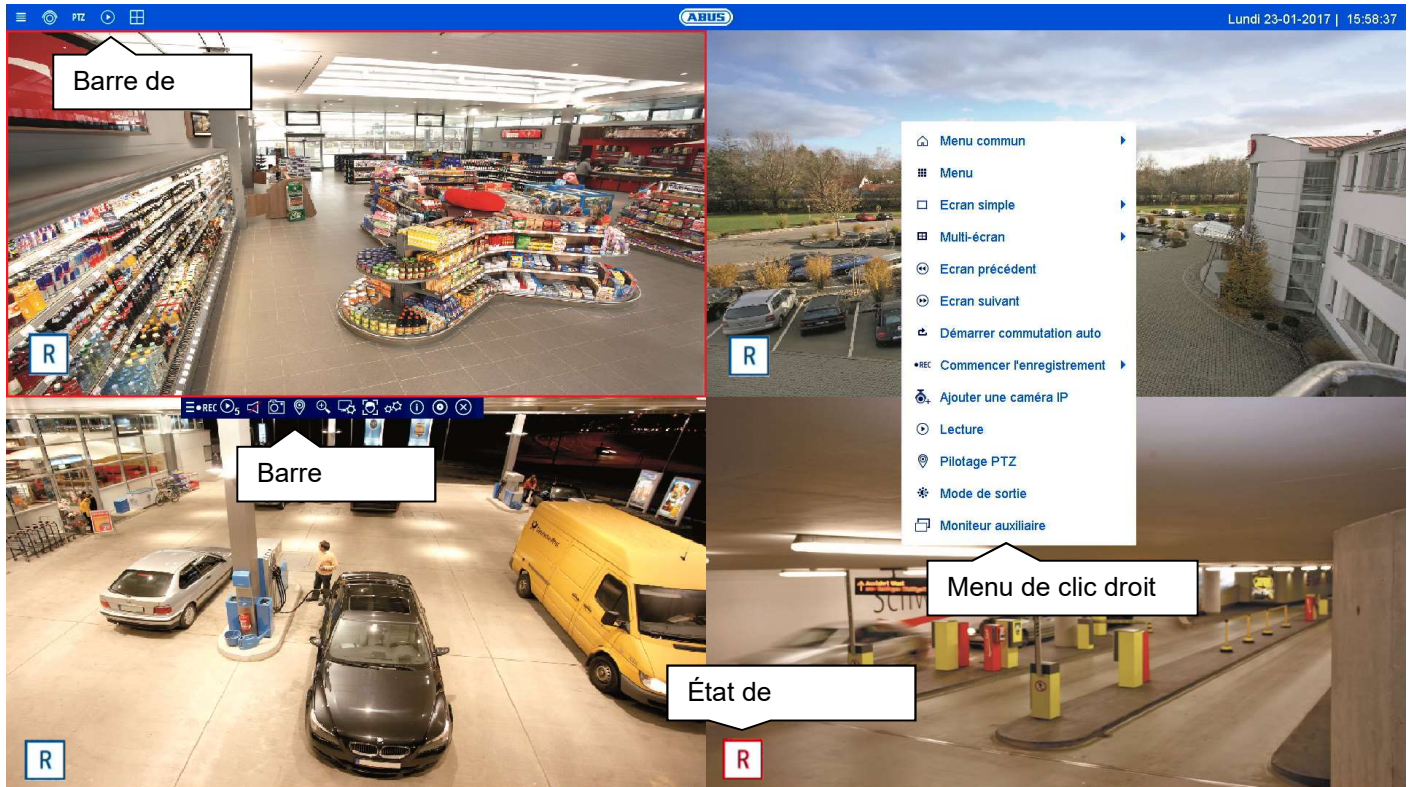 PTZ
ABUS
Lundi 23-01-2017 | 15:58:37
Barre de
Menu commun
Menu
Ecran simple
Multi-écran
Ecran précédent
Ecran suivant
Démarrer commutation auto
REC Commencer l'enregistrement
Ajouter une caméra IP
Lecture
Pilotage PTZ
Mode de sortie
Moniteur auxiliaire
R
R
REC 5
Barre
Menu de clic droit
État de
R
R